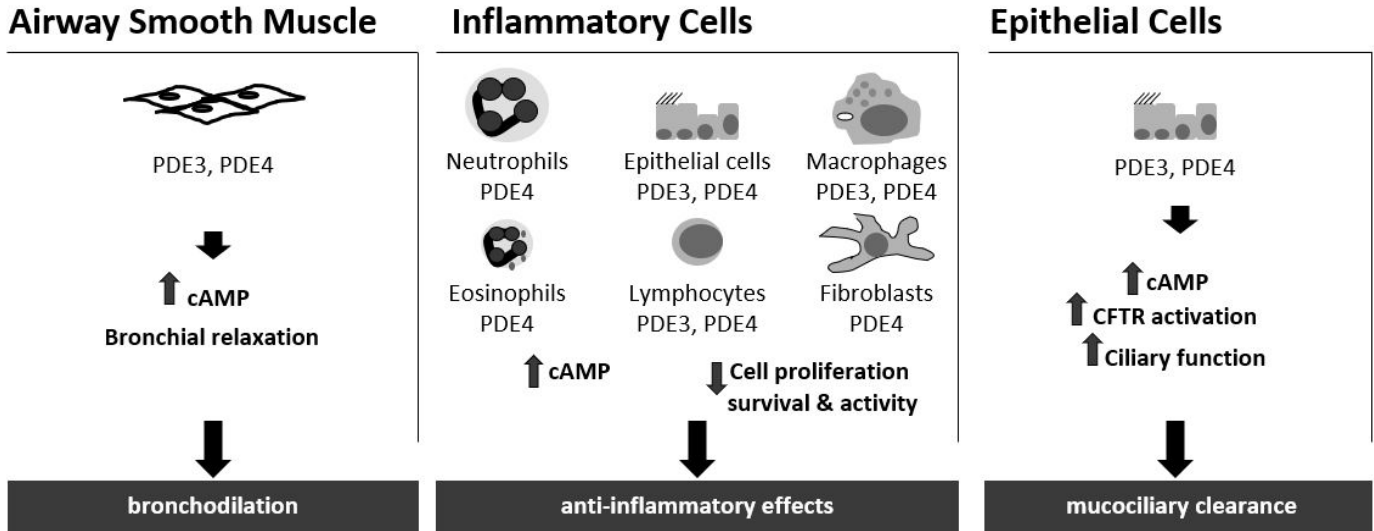 Airway Smooth Muscle
PDE3, PDE4
cAMP
Bronchial relaxation
bronchodilation
Inflammatory Cells
Neutrophils
PDE4
Epithelial cells
PDE3, PDE4
Macrophages
PDE3, PDE4
Eosinophils
PDE4
Lymphocytes
PDE3, PDE4
Fibroblasts
PDE4
cAMP
Cell proliferation
survival & activity
anti-inflammatory effects
Epithelial Cells
PDE3, PDE4
cAMP
CFTR activation
Ciliary function
mucociliary clearance